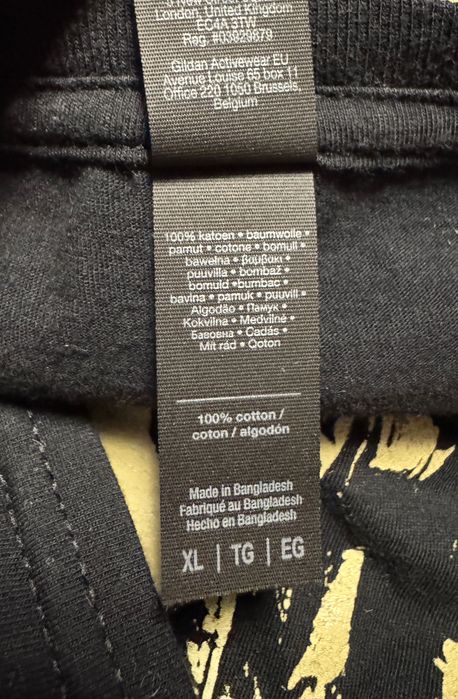 London, United Kingdom
EC4A 3TW
Reg. #03929879
Gildan Activewear EU,
Avenue Louise 65 box 11
Office 220 1050 Brussels,
Belgium
100% katoen • baumwolle •
pamut • cotone • bomull •
bawełna • βαμβακι •
puuvilla • bombaž •
bomuld • bumbac •
bavlna • pamuk • puuvill •
Algodão • Памук •
Kokvilna • Medvilnė •
Бавовна • Cadás •
Mit rád • Qoton
100% cotton /
coton / algodón
Made in Bangladesh
Fabriqué au Bangladesh
Hecho en Bangladesh
XL | TG | EG